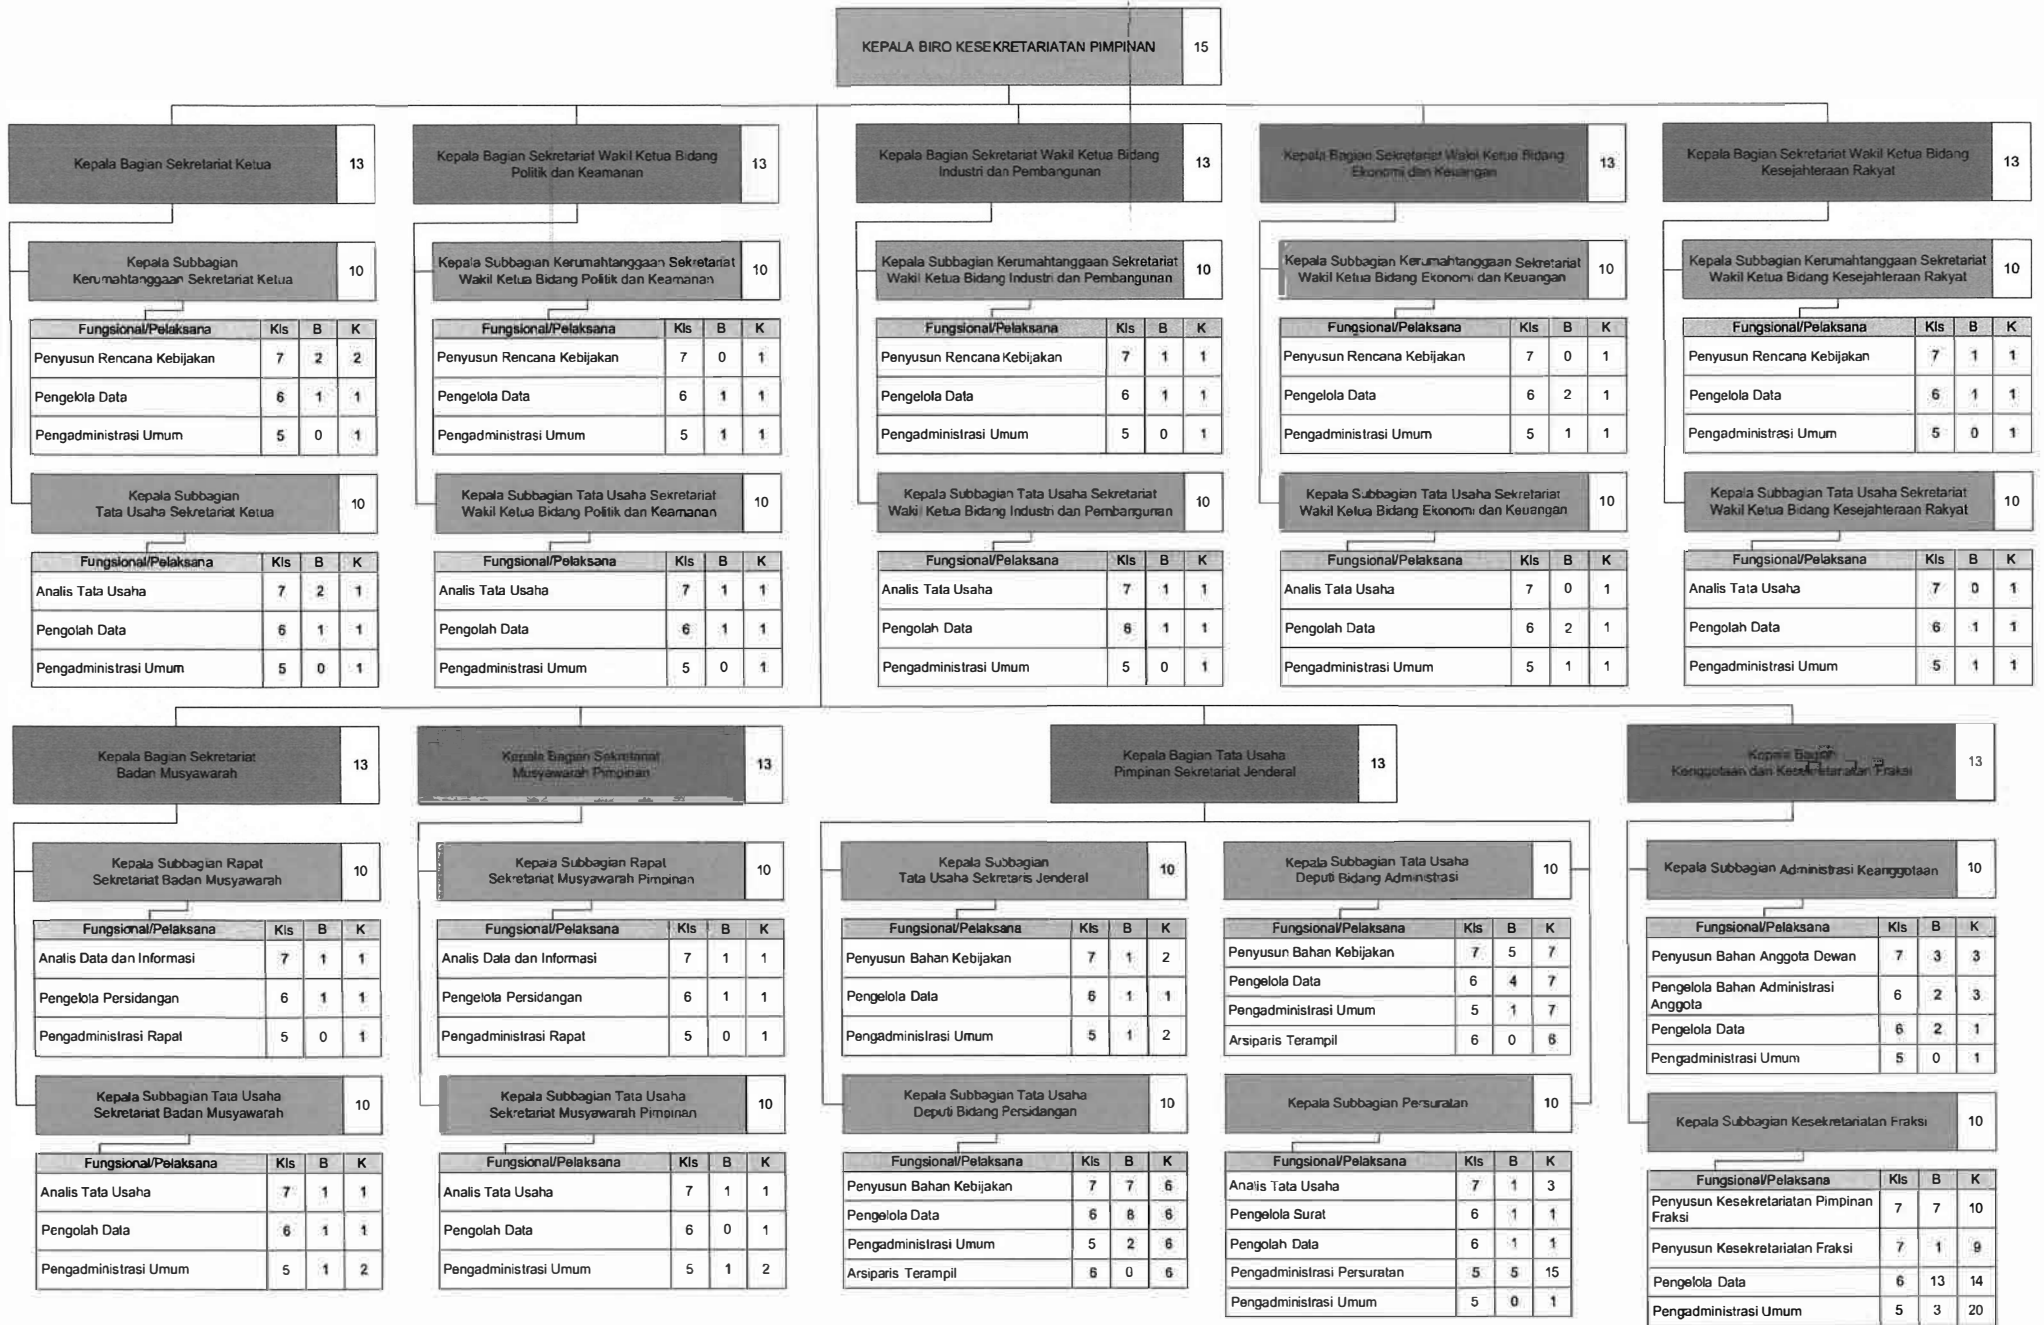 KEPALA BIRO KESEKRETARIATAN PIMPINAN 15
Kepala Bagian Sekretariat Ketua 13
Kepala Subbagian
Kerumahtanggaan Sekretariat Ketua 10
Fungsional/Pelaksana Kls B K
Penyusun Rencana Kebijakan 7 2 2
Pengelola Data 6 1 1
Pengadministrasi Umum 5 0 1
Kepala Subbagian
Tata Usaha Sekretariat Ketua 10
Fungsional/Pelaksana Kls B K
Analis Tata Usaha 7 2 1
Pengolah Data 6 1 1
Pengadministrasi Umum 5 0 1
Kepala Bagian Sekretariat Wakil Ketua Bidang
Politik dan Keamanan 13
Kepala Subbagian Kerumahtanggaan Sekretariat
Wakil Ketua Bidang Politik dan Keamanan 10
Fungsional/Pelaksana Kls B K
Penyusun Rencana Kebijakan 7 0 1
Pengelola Data 6 1 1
Pengadministrasi Umum 5 1 1
Kepala Subbagian Tata Usaha Sekretariat
Wakil Ketua Bidang Politik dan Keamanan 10
Fungsional/Pelaksana Kls B K
Analis Tata Usaha 7 1 1
Pengolah Data 6 1 1
Pengadministrasi Umum 5 0 1
Kepala Bagian Sekretariat Wakil Ketua Bidang
Industri dan Pembangunan 13
Kepala Subbagian Kerumahtanggaan Sekretariat
Wakil Ketua Bidang Industri dan Pembangunan 10
Fungsional/Pelaksana Kls B K
Penyusun Rencana Kebijakan 7 1 1
Pengelola Data 6 1 1
Pengadministrasi Umum 5 0 1
Kepala Subbagian Tata Usaha Sekretariat
Wakil Ketua Bidang Industri dan Pembangunan 10
Fungsional/Pelaksana Kls B K
Analis Tata Usaha 7 1 1
Pengolah Data 6 1 1
Pengadministrasi Umum 5 0 1
Kepala Bagian Sekretariat Wakil Ketua Bidang
Ekonomi dan Keuangan 13
Kepala Subbagian Kerumahtanggaan Sekretariat
Wakil Ketua Bidang Ekonomi dan Keuangan 10
Fungsional/Pelaksana Kls B K
Penyusun Rencana Kebijakan 7 0 1
Pengelola Data 6 2 1
Pengadministrasi Umum 5 1 1
Kepala Subbagian Tata Usaha Sekretariat
Wakil Ketua Bidang Ekonomi dan Keuangan 10
Fungsional/Pelaksana Kls B K
Analis Tata Usaha 7 0 1
Pengolah Data 6 2 1
Pengadministrasi Umum 5 1 1
Kepala Bagian Sekretariat Wakil Ketua Bidang
Kesejahteraan Rakyat 13
Kepala Subbagian Kerumahtanggaan Sekretariat
Wakil Ketua Bidang Kesejahteraan Rakyat 10
Fungsional/Pelaksana Kls B K
Penyusun Rencana Kebijakan 7 1 1
Pengelola Data 6 1 1
Pengadministrasi Umum 5 0 1
Kepala Subbagian Tata Usaha Sekretariat
Wakil Ketua Bidang Kesejahteraan Rakyat 10
Fungsional/Pelaksana Kls B K
Analis Tata Usaha 7 0 1
Pengolah Data 6 1 1
Pengadministrasi Umum 5 1 1
Kepala Bagian Sekretariat
Badan Musyawarah 13
Kepala Subbagian Rapat
Sekretariat Badan Musyawarah 10
Fungsional/Pelaksana Kls B K
Analis Data dan Informasi 7 1 1
Pengelola Persidangan 6 1 1
Pengadministrasi Rapat 5 0 1
Kepala Subbagian Tata Usaha
Sekretariat Badan Musyawarah 10
Fungsional/Pelaksana Kls B K
Analis Tata Usaha 7 1 1
Pengolah Data 6 1 1
Pengadministrasi Umum 5 1 2
Kepala Bagian Sekretariat
Musyawarah Pimpinan 13
Kepala Subbagian Rapat
Sekretariat Musyawarah Pimpinan 10
Fungsional/Pelaksana Kls B K
Analis Data dan Informasi 7 1 1
Pengelola Persidangan 6 1 1
Pengadministrasi Rapat 5 0 1
Kepala Subbagian Tata Usaha
Sekretariat Musyawarah Pimpinan 10
Fungsional/Pelaksana Kls B K
Analis Tata Usaha 7 1 1
Pengolah Data 6 0 1
Pengadministrasi Umum 5 1 2
Kepala Bagian Tata Usaha
Pimpinan Sekretariat Jenderal 13
Kepala Subbagian
Tata Usaha Sekretaris Jenderal 10
Fungsional/Pelaksana Kls B K
Penyusun Bahan Kebijakan 7 1 2
Pengelola Data 6 1 1
Pengadministrasi Umum 5 1 2
Kepala Subbagian Tata Usaha
Deputi Bidang Persidangan 10
Fungsional/Pelaksana Kls B K
Penyusun Bahan Kebijakan 7 7 6
Pengelola Data 6 8 6
Pengadministrasi Umum 5 2 6
Arsiparis Terampil 6 0 6
Kepala Subbagian Tata Usaha
Deputi Bidang Administrasi 10
Fungsional/Pelaksana Kls B K
Penyusun Bahan Kebijakan 7 5 7
Pengelola Data 6 4 7
Pengadministrasi Umum 5 1 7
Arsiparis Terampil 6 0 6
Kepala Subbagian Persuratan 10
Fungsional/Pelaksana Kls B K
Analis Tata Usaha 7 1 3
Pengelola Surat 6 1 1
Pengolah Data 6 1 1
Pengadministrasi Persuratan 5 5 15
Pengadministrasi Umum 5 0 1
Kepala Bagian
dan Kesekretariatan Fraksi 13
Kepala Subbagian Administrasi Keanggotaan 10
Fungsional/Pelaksana Kls B K
Penyusun Bahan Anggota Dewan 7 3 3
Pengelola Bahan Administrasi
Anggota 6 2 3
Pengelola Data 6 2 1
Pengadministrasi Umum 5 0 1
Kepala Subbagian Kesekretariatan Fraksi 10
Fungsional/Pelaksana Kls B K
Penyusun Kesekretariatan Pimpinan
Fraksi 7 7 10
Penyusun Kesekretariatan Fraksi 7 1 9
Pengelola Data 6 13 14
Pengadministrasi Umum 5 3 20